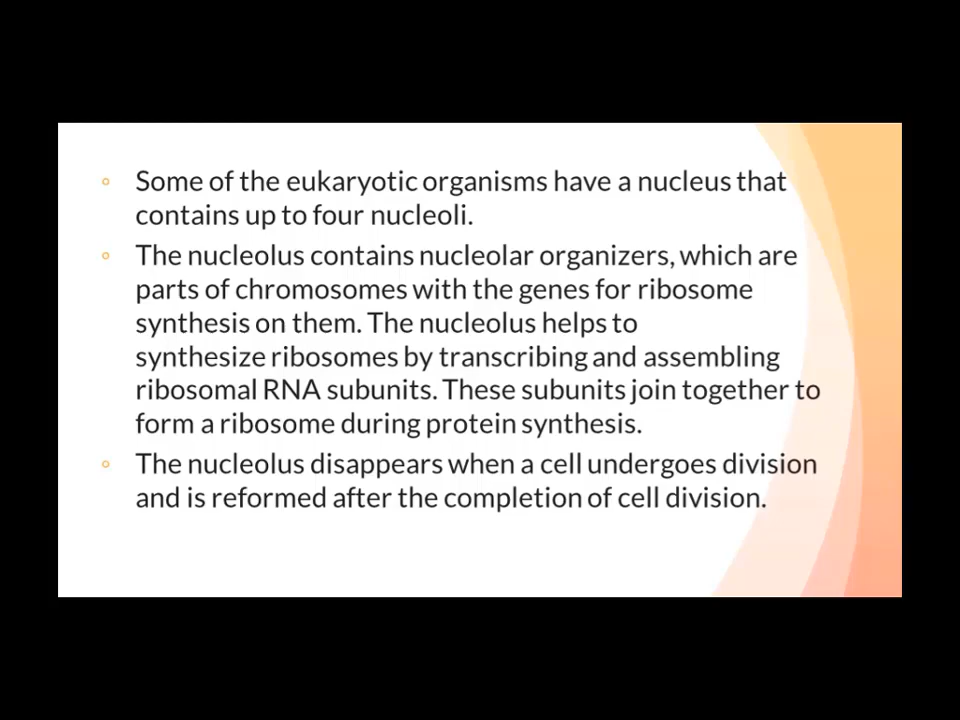 Some of the eukaryotic organisms have a nucleus that
contains up to four nucleoli.
The nucleolus contains nucleolar organizers, which are
parts of chromosomes with the genes for ribosome
synthesis on them. The nucleolus helps to
synthesize ribosomes by transcribing and assembling
ribosomal RNA subunits. These subunits join together to
form a ribosome during protein synthesis.
The nucleolus disappears when a cell undergoes division
and is reformed after the completion of cell division.